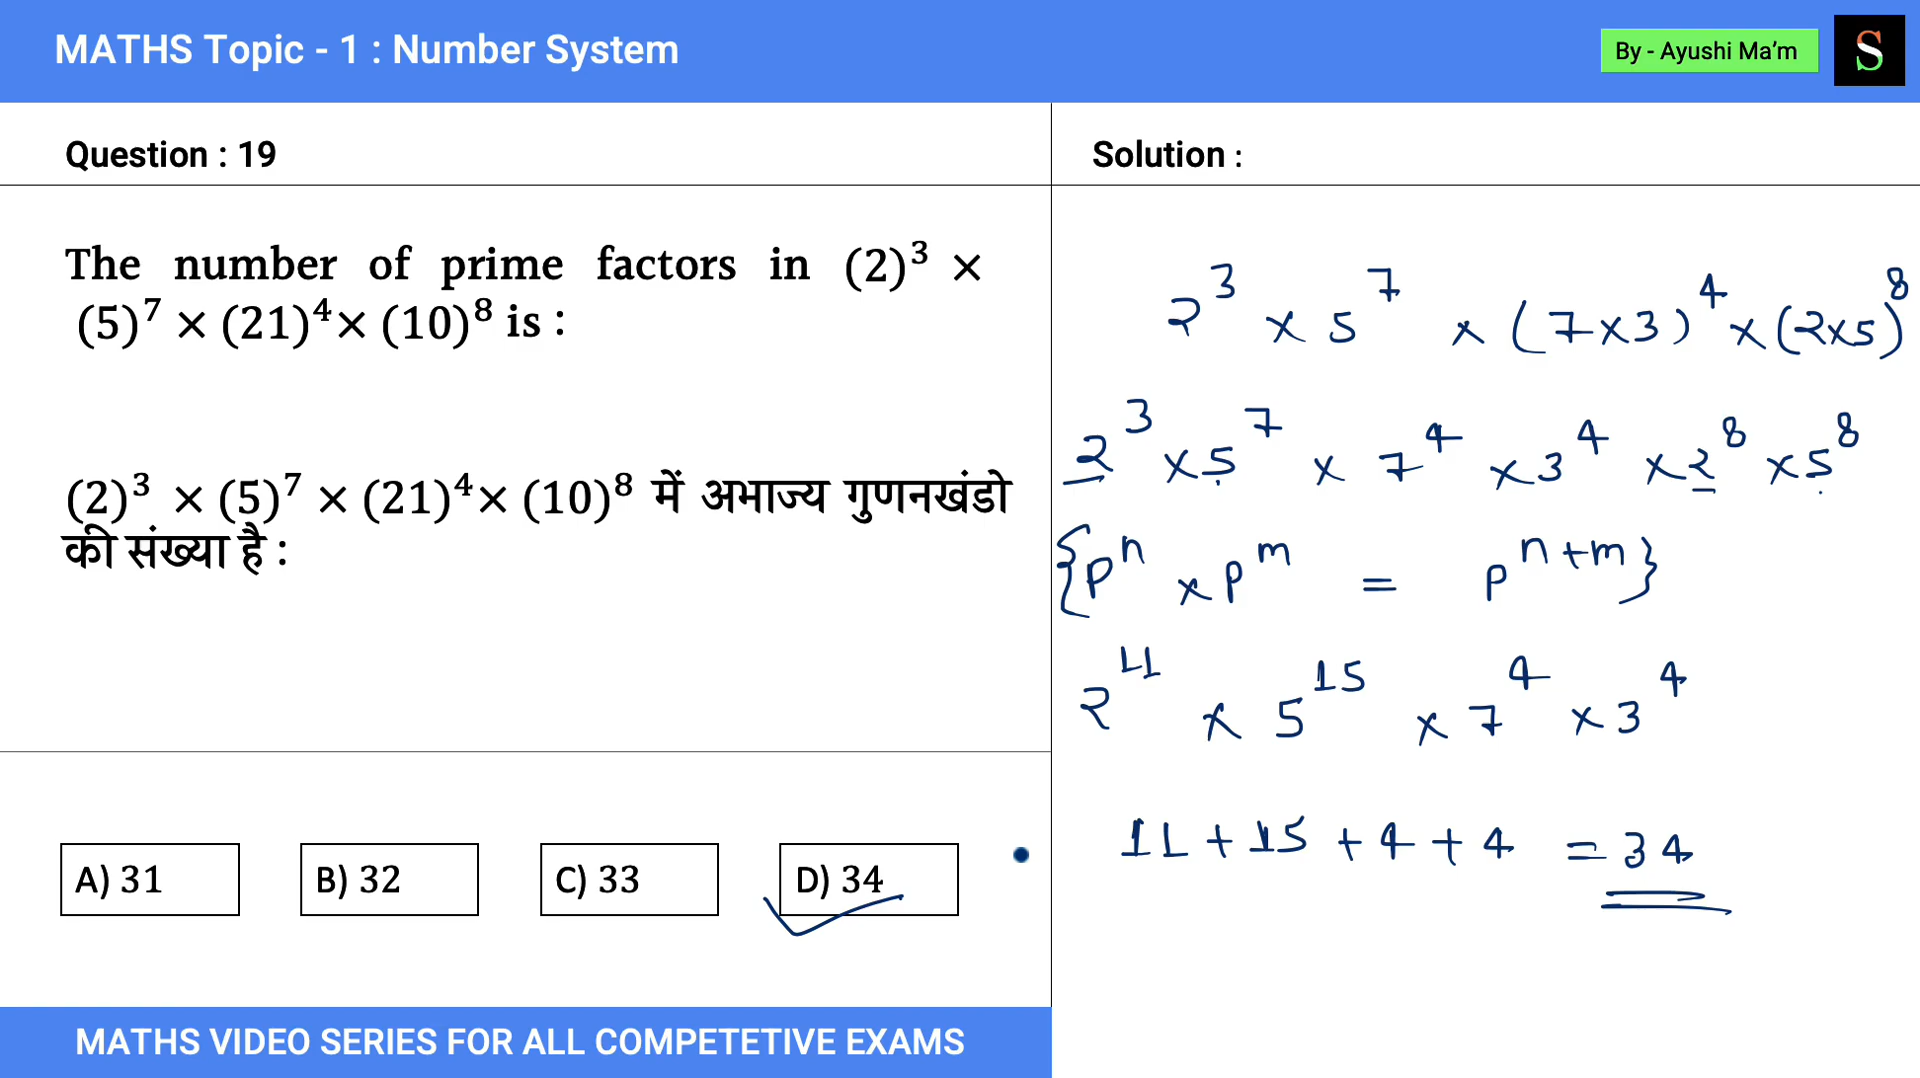 MATHS Topic - 1 : Number System
By - Ayushi Ma’m
S
Question : 19
The number of prime factors in (2)³ ×
(5)⁷ × (21)⁴× (10)⁸ is :
(2)³ × (5)⁷ × (21)⁴× (10)⁸ में अभाज्य गुणनखंडो
की संख्या है :
A) 31
B) 32
C) 33
D) 34
MATHS VIDEO SERIES FOR ALL COMPETETIVE EXAMS
Solution :
2³ × 5⁷ × (7×3)⁴ × (2×5)⁸
2³ × 5⁷ × 7⁴ × 3⁴ × 2⁸ × 5⁸
{pⁿ × pᵐ = pⁿ⁺ᵐ}
2¹¹ × 5¹⁵ × 7⁴ × 3⁴
11 + 15 + 4 + 4 = 34